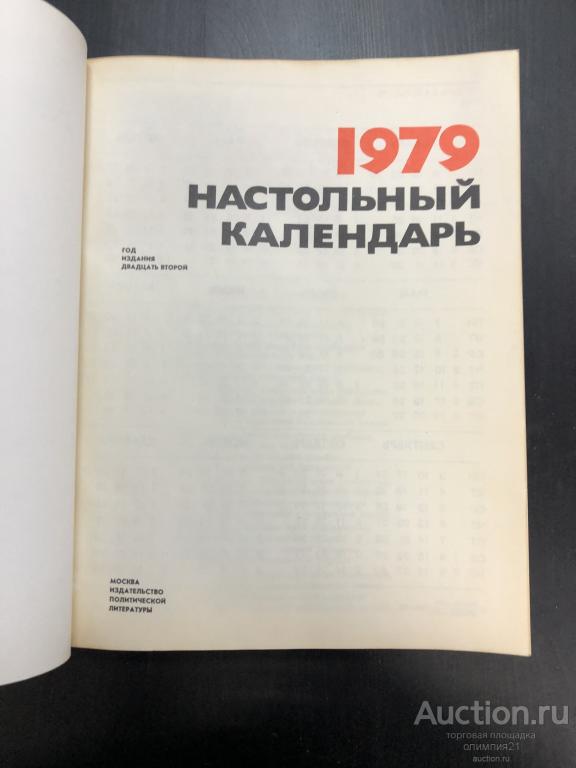 1979
НАСТОЛЬНЫЙ
КАЛЕНДАРЬ
ГОД
ИЗДАНИЯ
ДВАДЦАТЬ ВТОРОЙ
МОСКВА
ИЗДАТЕЛЬСТВО
ПОЛИТИЧЕСКОЙ
ЛИТЕРАТУРЫ
Auction.ru
торговая площадка
олимпия21
auction.ru